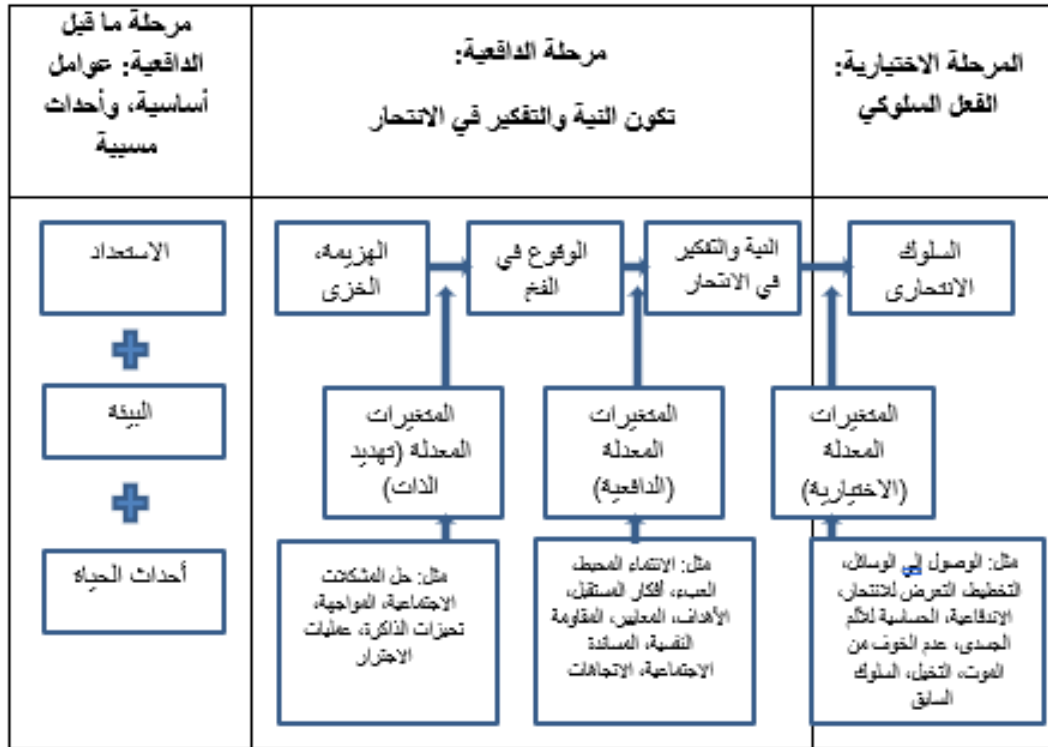 مرحلة ما قبل
الدافعية: عوامل
أساسية، وأحداث
مسببة
مرحلة الدافعية:
تكون النية والتفكير في الانتحار
المرحلة الاختيارية:
الفعل السلوكي
الاستعداد
البيئة
أحداث الحياة
الهزيمة،
الخزى
الوقوع في
الفخ
النية والتفكير
في الانتحار
السلوك
الانتحارى
المتغيرات
المعدلة (تهديد
الذات)
المتغيرات
المعدلة
(الدافعية)
المتغيرات
المعدلة
(الاختيارية)
مثل: حل المشكلات
الاجتماعية، المواجهة،
تحيزات الذاكرة، عمليات
الاجترار
مثل: الانتماء المحبط،
العبء، أفكار المستقبل،
الأهداف، المعايير، المقاومة
النفسية، المساندة
الاجتماعية، الاتجاهات
مثل: الوصول إلي الوسائل،
التخطيط، التعرض للانتحار،
الاندفاعية، الحساسية للألم
الجسدى، عدم الخوف من
الموت، التخيل، السلوك
السابق